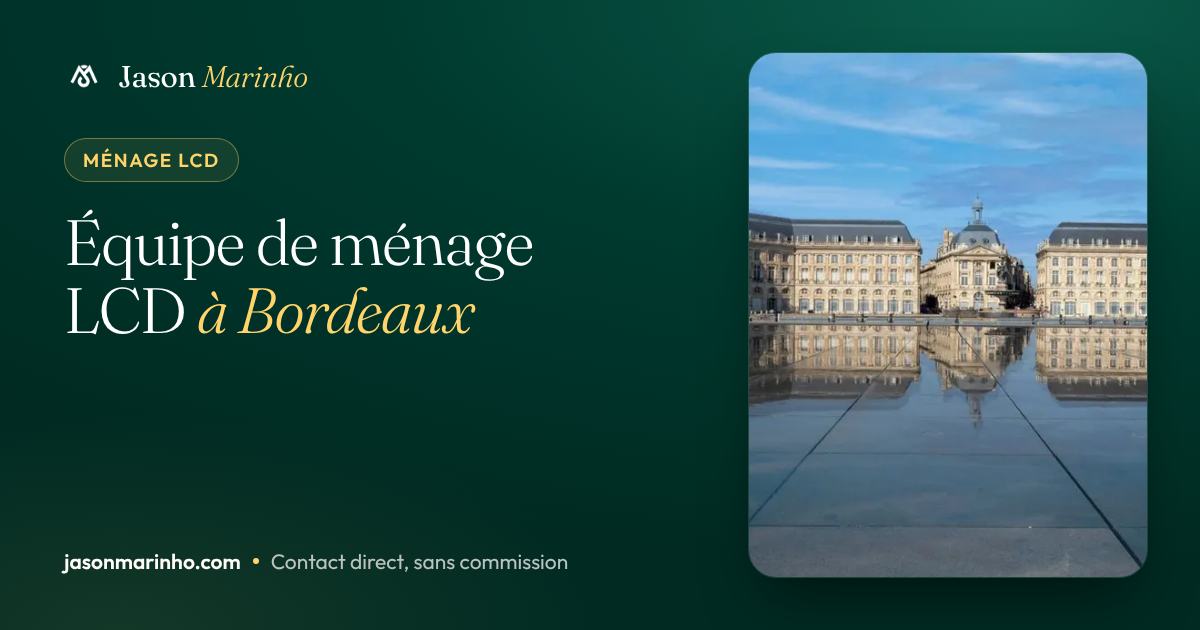 Jason Marinho
MÉNAGE LCD
Équipe de ménage
LCD à Bordeaux
jasonmarinho.com • Contact direct, sans commission